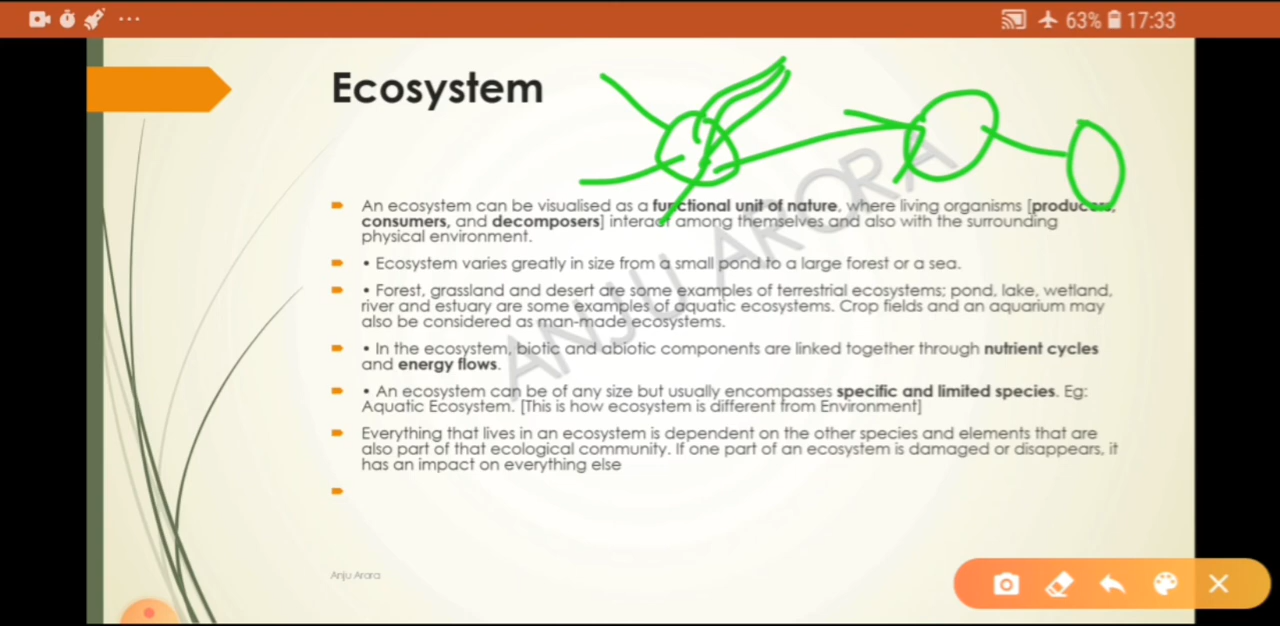 63% 17:33
Ecosystem
An ecosystem can be visualised as a functional unit of nature, where living organisms [producers,
consumers, and decomposers] interact among themselves and also with the surrounding
physical environment.
• Ecosystem varies greatly in size from a small pond to a large forest or a sea.
• Forest, grassland and desert are some examples of terrestrial ecosystems; pond, lake, wetland,
river and estuary are some examples of aquatic ecosystems. Crop fields and an aquarium may
also be considered as man-made ecosystems.
• In the ecosystem, biotic and abiotic components are linked together through nutrient cycles
and energy flows.
• An ecosystem can be of any size but usually encompasses specific and limited species. Eg:
Aquatic Ecosystem. [This is how ecosystem is different from Environment]
Everything that lives in an ecosystem is dependent on the other species and elements that are
also part of that ecological community. If one part of an ecosystem is damaged or disappears, it
has an impact on everything else
ANJU ARORA
Anju Arora